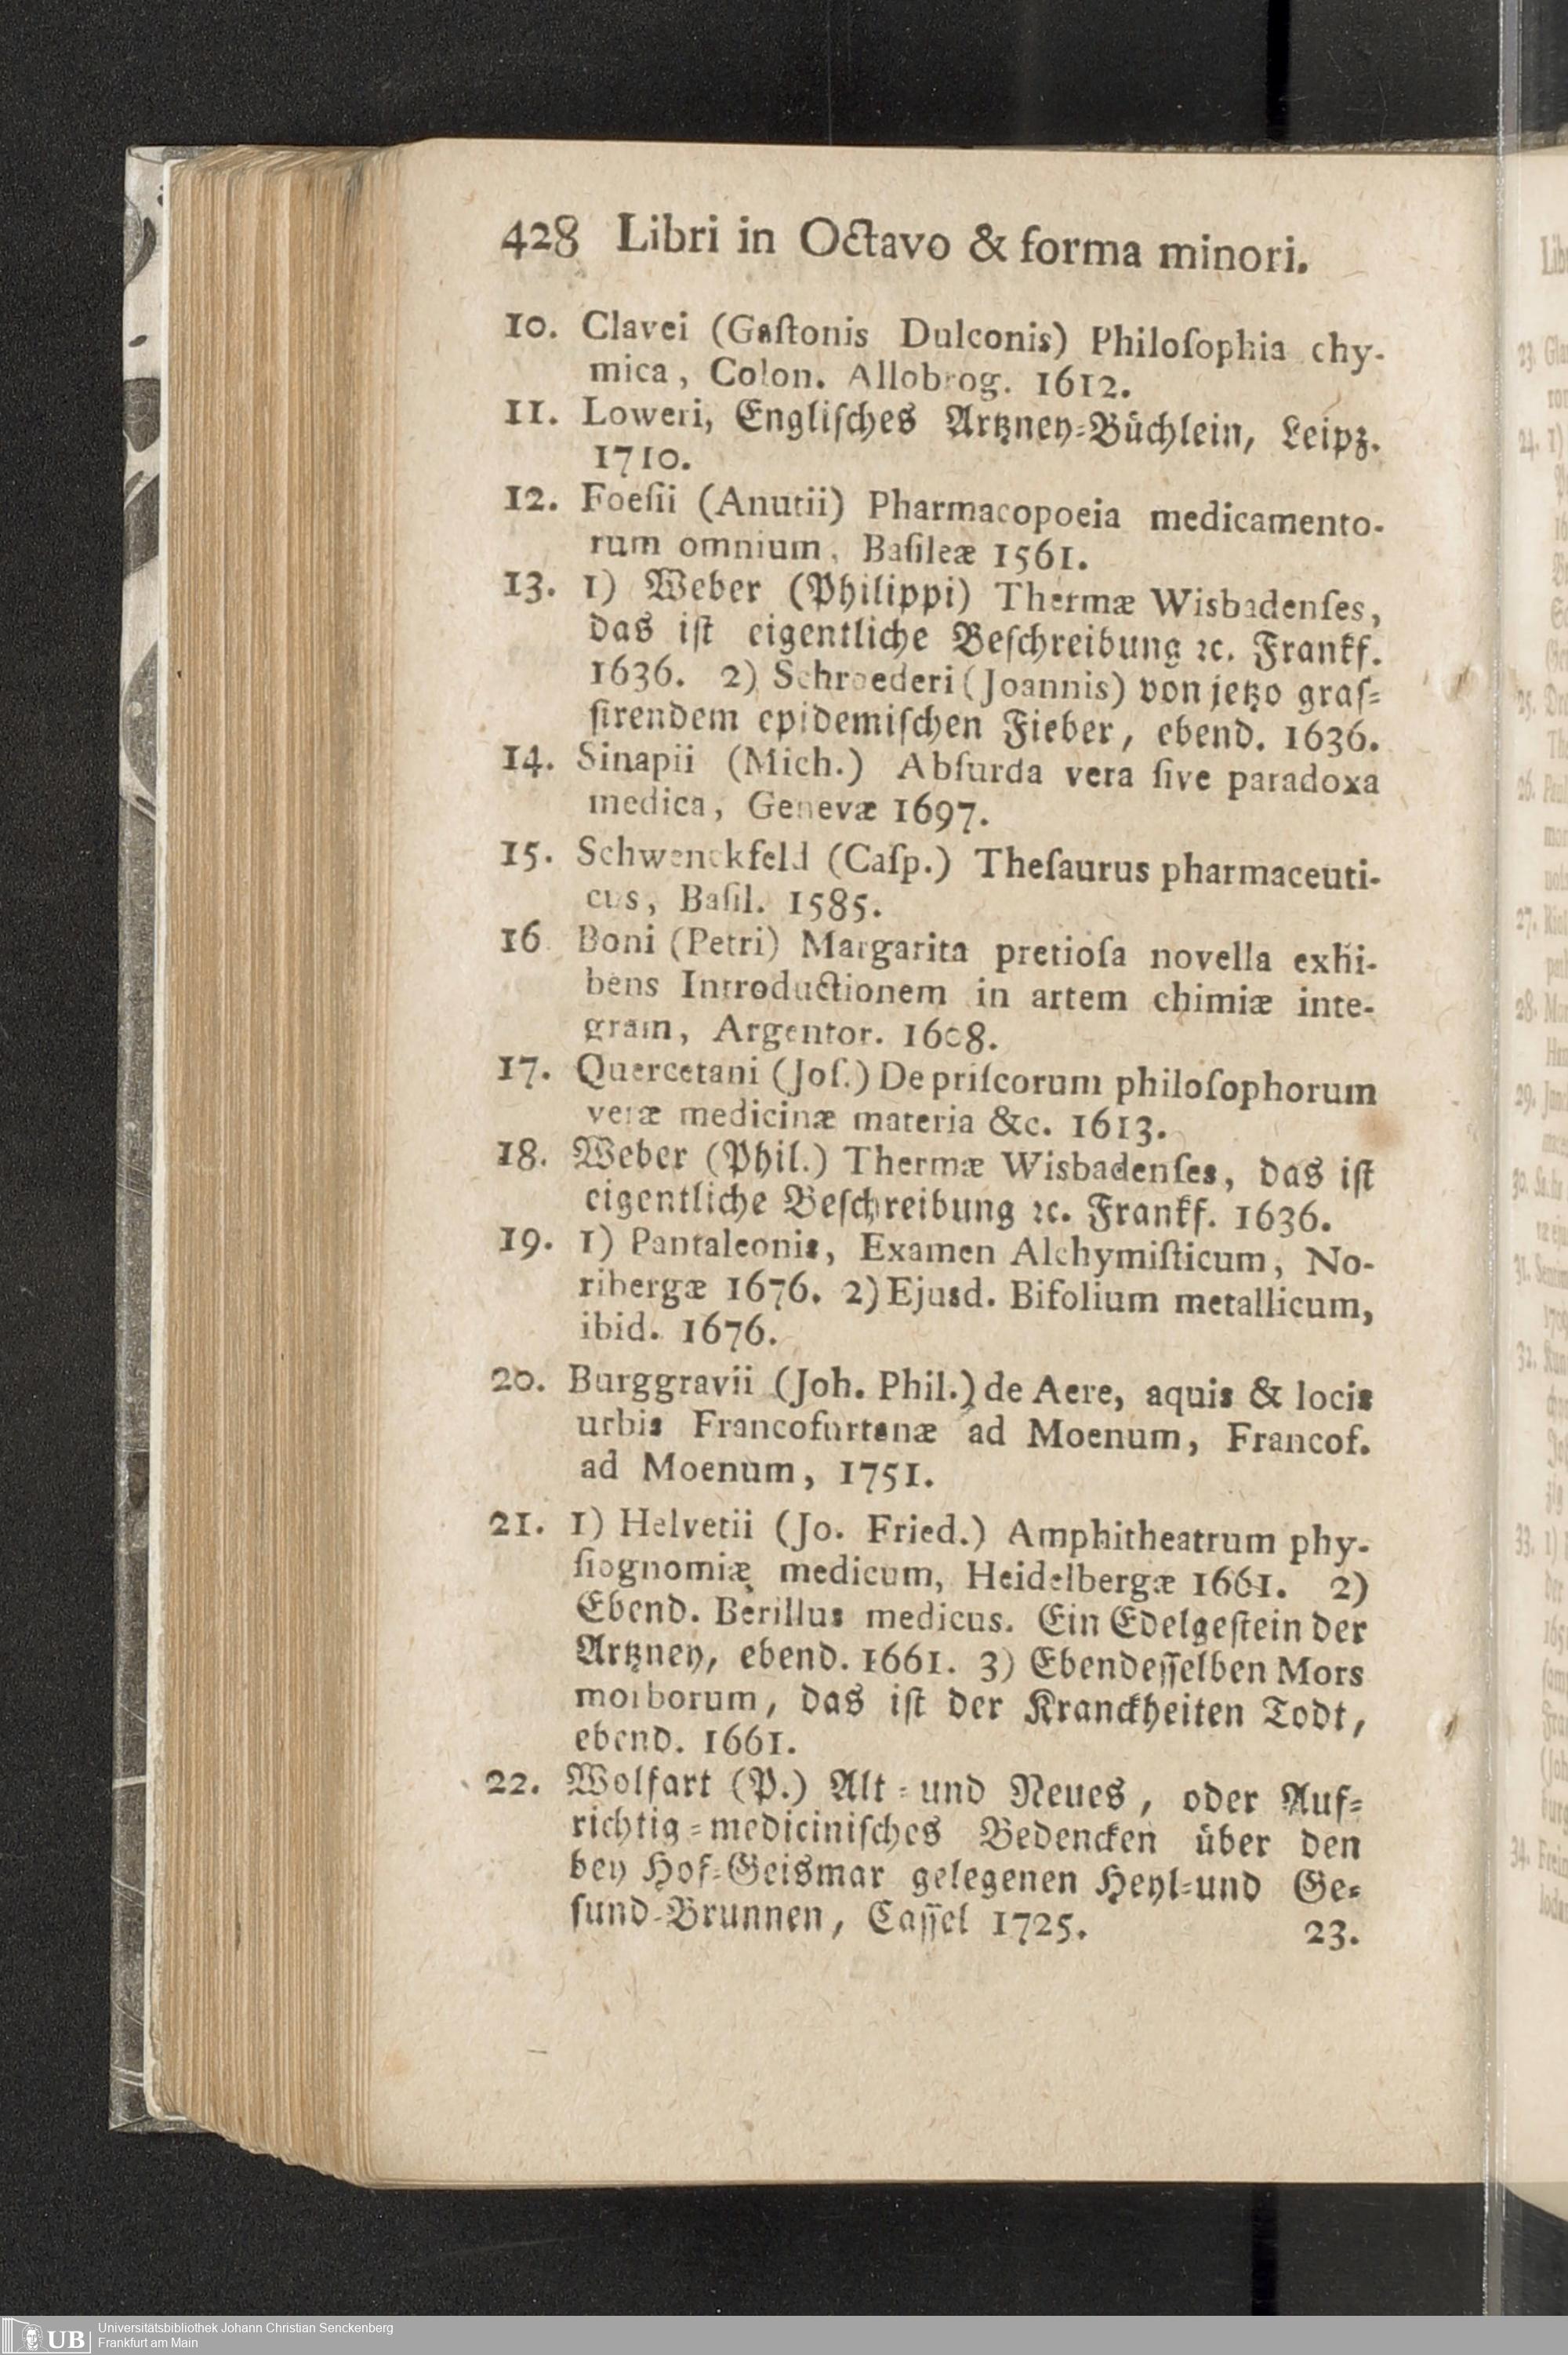 428 Libri in Octavo & forma minori.
10. Clavei (Gaſtonis Dulconis) Philoſophia chy-
mica, Colon. Allobrog. 1612.
11. Loweri, Engliſches Artzney-Büchlein, Leipz.
1710.
12. Foeſii (Anutii) Pharmacopoeia medicamento-
rum omnium, Baſileæ 1561.
13. 1) Weber (Philippi) Thermæ Wisbadenſes,
das iſt eigentliche Beſchreibung ꝛc. Franckf.
1636. 2) Schroederi (Joannis) von jetzo graſ-
ſirendem epidemiſchen Fieber, ebend. 1636.
14. Sinapii (Mich.) Abſurda vera ſive paradoxa
medica, Genevæ 1697.
15. Schwenckfeld (Caſp.) Theſaurus pharmaceuti-
cus, Baſil. 1585.
16 Boni (Petri) Margarita pretioſa novella exhi-
bens Introductionem in artem chimiæ inte-
gram, Argentor. 1608.
17. Quercetani (Joſ.) De priſcorum philoſophorum
veræ medicinæ materia &c. 1613.
18. Weber (Phil.) Thermæ Wisbadenſes, das iſt
eigentliche Beſchreibung ꝛc. Frankf. 1636.
19. 1) Pantaleonis, Examen Alchymiſticum, No-
ribergæ 1676. 2) Ejusd. Bifolium metallicum,
ibid. 1676.
20. Burggravii (Joh. Phil.) de Aere, aquis & locis
urbis Francofurtanæ ad Moenum, Francof.
ad Moenum, 1751.
21. 1) Helvetii (Jo. Fried.) Amphitheatrum phy-
ſiognomiæ medicum, Heidelbergæ 1661. 2)
Ebend. Berillus medicus. Ein Edelgeſtein der
Artzney, ebend. 1661. 3) Ebendeſſelben Mors
morborum, das iſt der Kranckheiten Todt,
ebend. 1661.
22. Wolfart (P.) Alt-und Neues, oder Auf-
richtig-mediciniſches Bedencken über den
bey Hof-Geismar gelegenen Heyl-und Ge-
ſund-Brunnen, Caſſel 1725.
23.
UB
Universitätsbibliothek Johann Christian Senckenberg
Frankfurt am Main